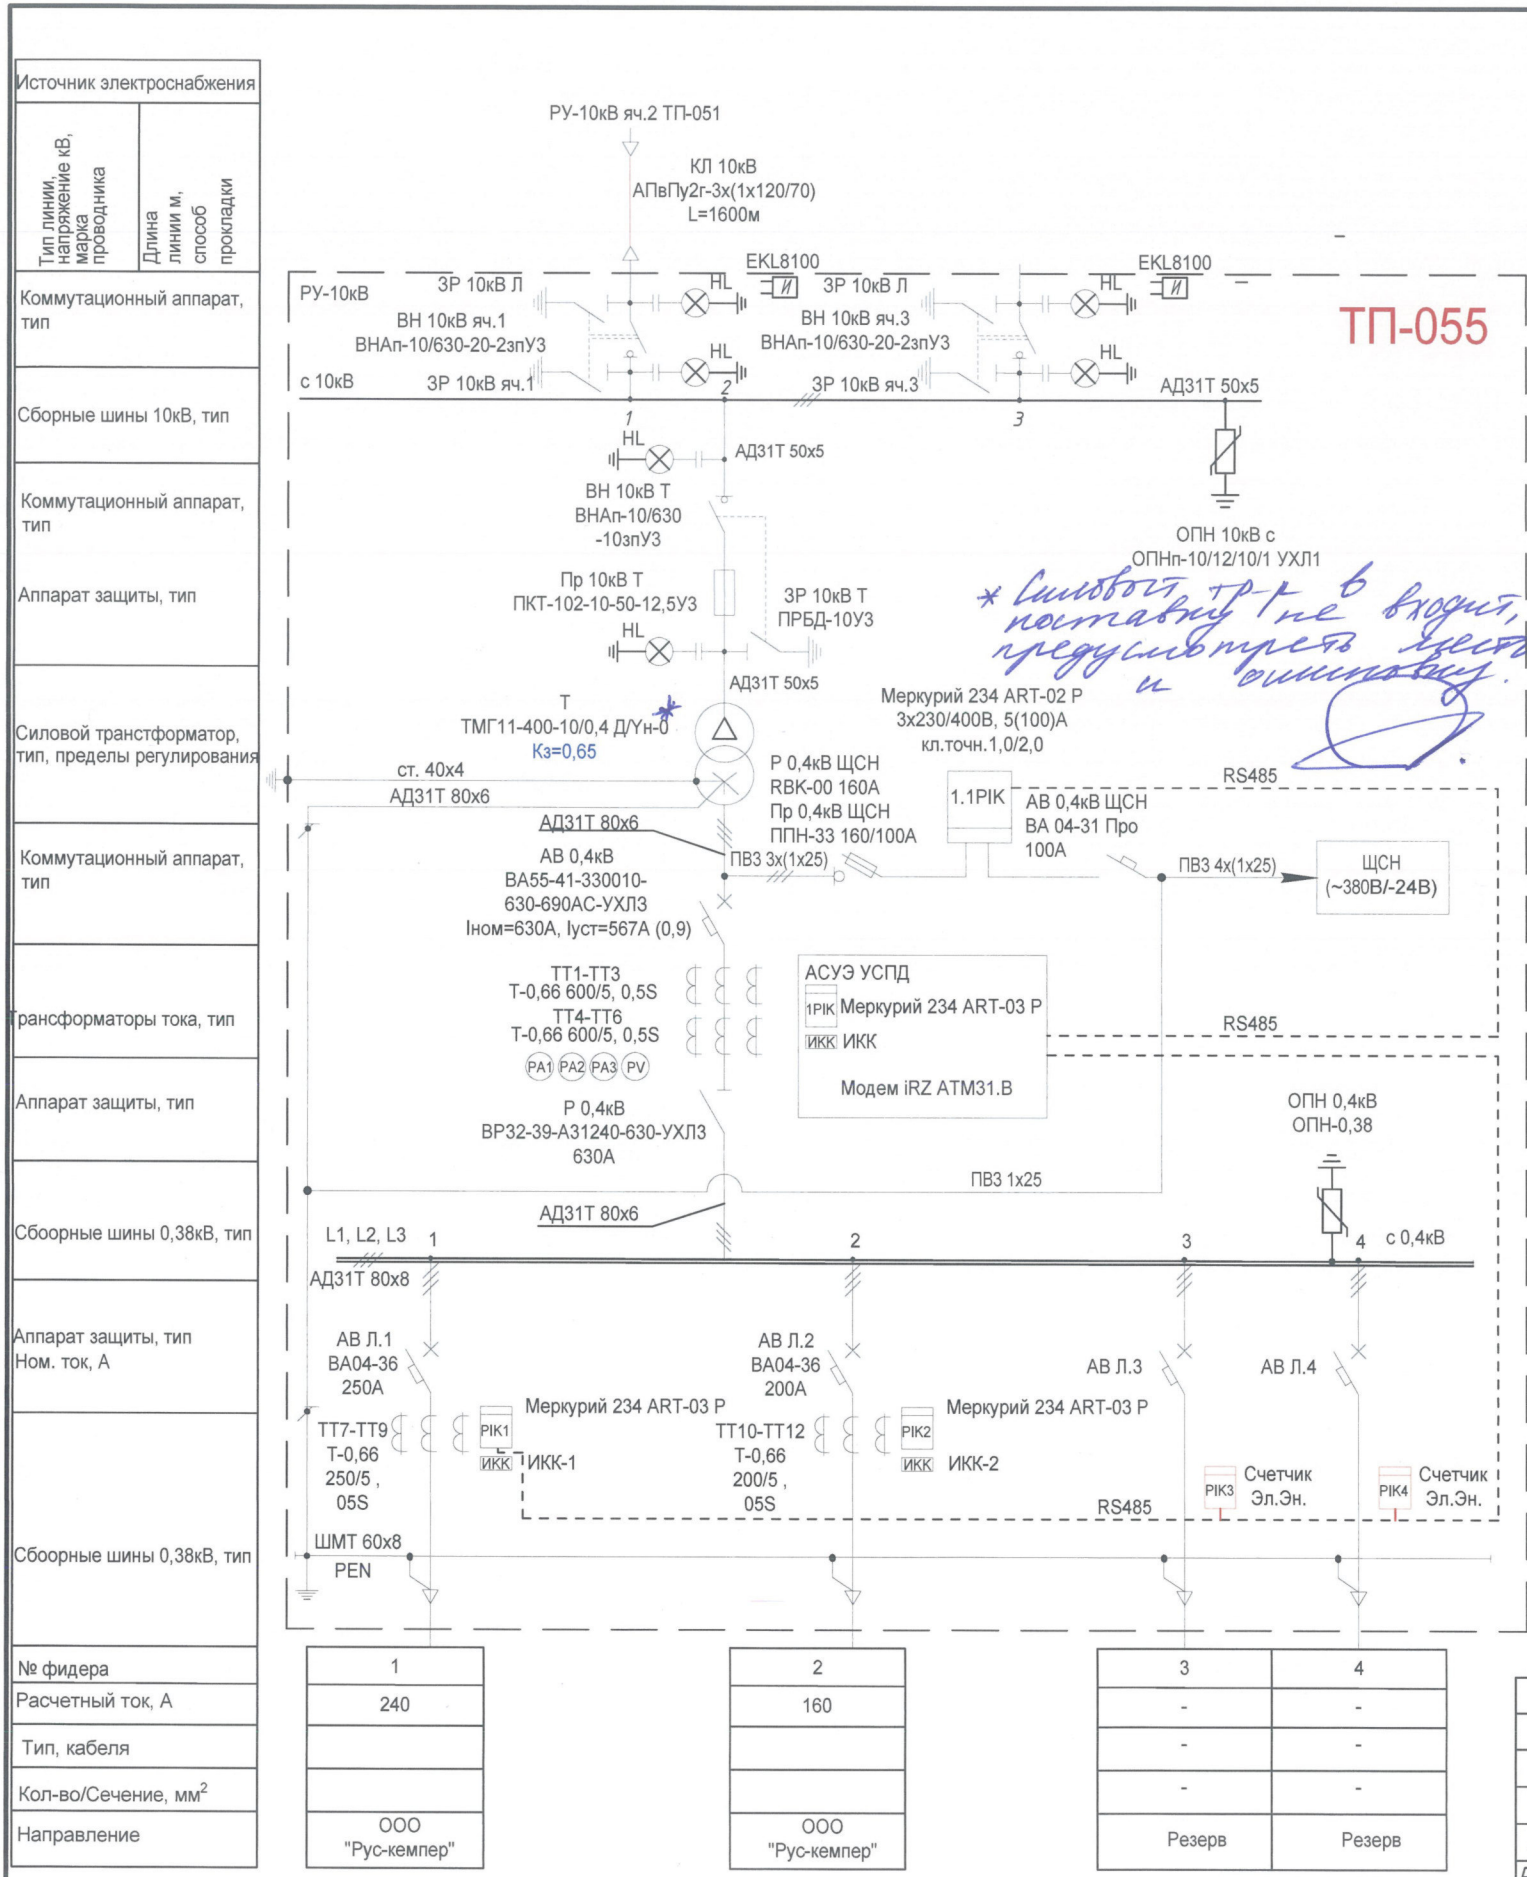 Источник электроснабжения
Тип линии,
напряжение кВ,
марка
проводника
Длина
линии м,
способ
прокладки
Коммутационный аппарат,
тип
Сборные шины 10кВ, тип
Коммутационный аппарат,
тип
Аппарат защиты, тип
Силовой транстформатор,
тип, пределы регулирования
Коммутационный аппарат,
тип
Трансформаторы тока, тип
Аппарат защиты, тип
Сбоорные шины 0,38кВ, тип
Аппарат защиты, тип
Ном. ток, А
Сбоорные шины 0,38кВ, тип
РУ-10кВ яч.2 ТП-051
КЛ 10кВ
АПвПу2г-3х(1х120/70)
L=1600м
РУ-10кВ
ЗР 10кВ Л
HL
EKL8100
И
ВН 10кВ яч.1
ВНАп-10/630-20-2зпУ3
HL
ЗР 10кВ яч.1
с 10кВ
ЗР 10кВ Л
HL
EKL8100
И
ВН 10кВ яч.3
ВНАп-10/630-20-2зпУ3
HL
ЗР 10кВ яч.3
ТП-055
АД31Т 50х5
1
2
3
HL
АД31Т 50х5
ВН 10кВ Т
ВНАп-10/630
-10зпУ3
Пр 10кВ Т
ПКТ-102-10-50-12,5У3
ЗР 10кВ Т
ПРБД-10У3
HL
АД31Т 50х5
ОПН 10кВ с
ОПНп-10/12/10/1 УХЛ1
* Силовой тр-р в
поставку не входит,
предусмотреть место
и ошиновку.
Т
ТМГ11-400-10/0,4 Д/Yн-0
*
Кз=0,65
ст. 40х4
АД31Т 80х6
АД31Т 80х6
Р 0,4кВ ЩСН
RBK-00 160А
Пр 0,4кВ ЩСН
ППН-33 160/100А
Меркурий 234 ART-02 P
3х230/400В, 5(100)А
кл.точн.1,0/2,0
1.1PIK
АВ 0,4кВ ЩСН
ВА 04-31 Про
100А
RS485
ПВ3 3х(1х25)
ПВ3 4х(1х25)
ЩСН
(~380В/-24В)
АВ 0,4кВ
ВА55-41-330010-
630-690АС-УХЛ3
Iном=630А, Iуст=567А (0,9)
ТТ1-ТТ3
Т-0,66 600/5, 0,5S
ТТ4-ТТ6
Т-0,66 600/5, 0,5S
PA1 PA2 PA3 PV
АСУЭ УСПД
1PIK Меркурий 234 ART-03 P
ИКК ИКК
Модем iRZ ATM31.B
RS485
Р 0,4кВ
ВР32-39-А31240-630-УХЛ3
630А
ОПН 0,4кВ
ОПН-0,38
ПВ3 1х25
АД31Т 80х6
L1, L2, L3
1
2
3
4
с 0,4кВ
АД31Т 80х8
АВ Л.1
ВА04-36
250А
АВ Л.2
ВА04-36
200А
АВ Л.3
АВ Л.4
ТТ7-ТТ9
Т-0,66
250/5 ,
05S
PIK1
Меркурий 234 ART-03 P
ИКК ИКК-1
ТТ10-ТТ12
Т-0,66
200/5 ,
05S
PIK2
Меркурий 234 ART-03 P
ИКК ИКК-2
PIK3
Счетчик
Эл.Эн.
PIK4
Счетчик
Эл.Эн.
RS485
ШМТ 60х8
PEN
№ фидера 1 2 3 4
Расчетный ток, А 240 160 - -
Тип, кабеля - -
Кол-во/Сечение, мм² - -
Направление
ООО
"Рус-кемпер"
ООО
"Рус-кемпер"
Резерв
Резерв